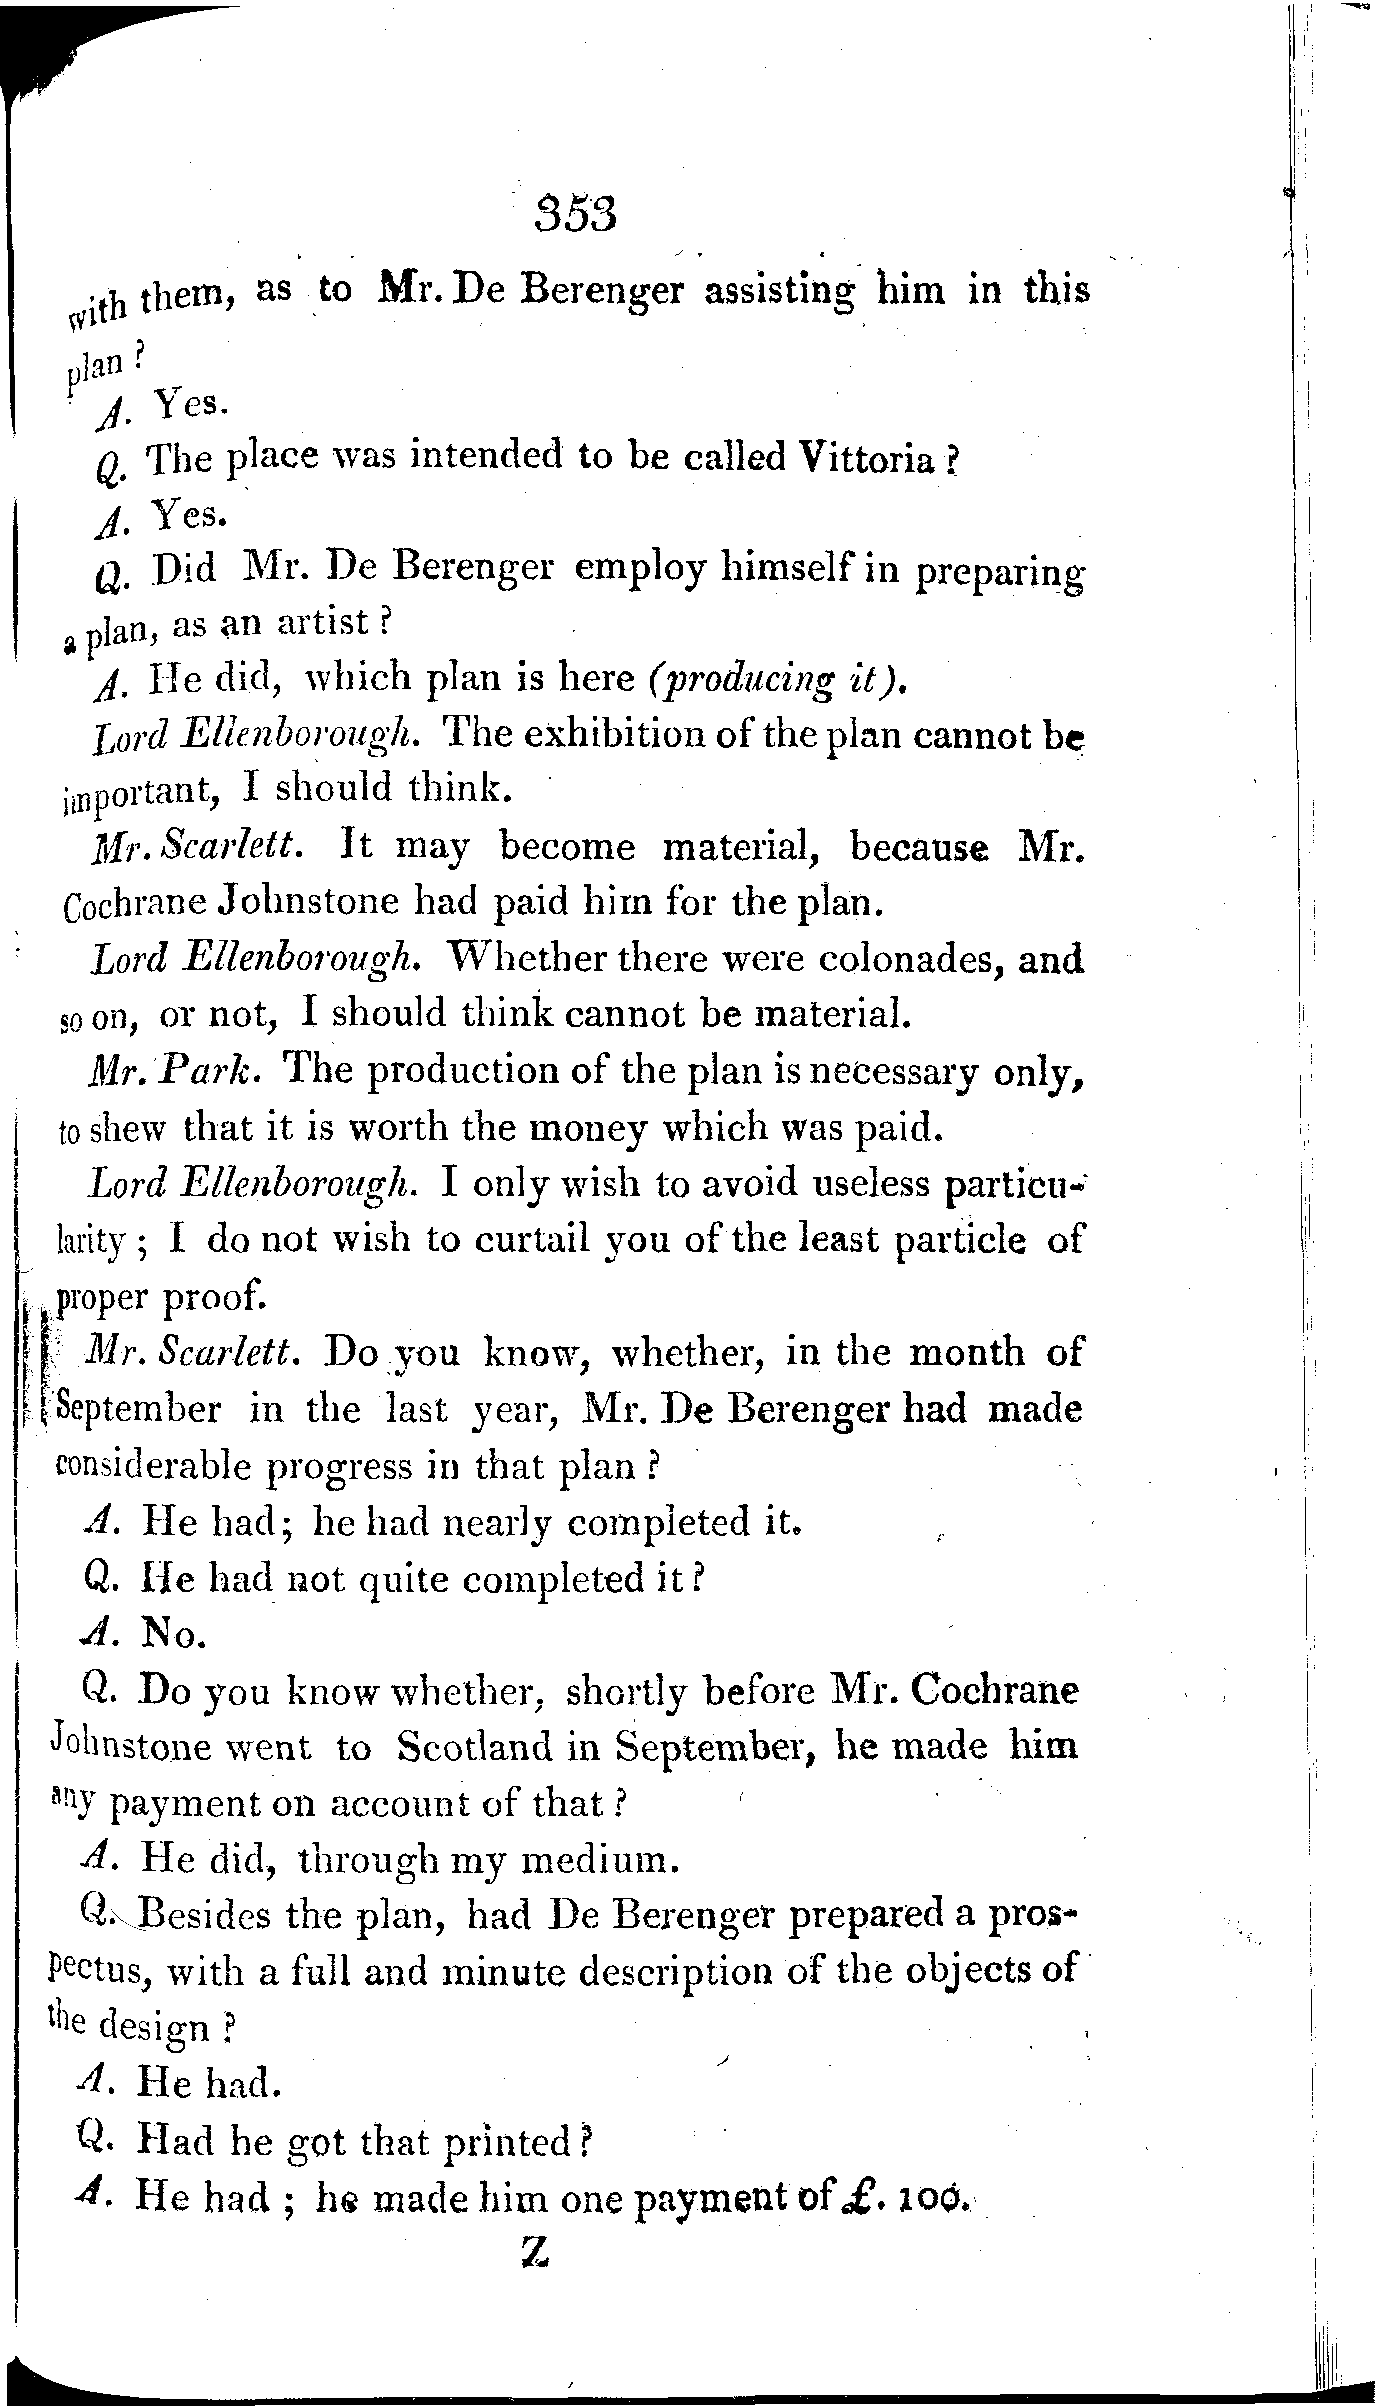 353
with them, as to Mr. De Berenger assisting him in this
plan ?
A. Yes.
Q. The place was intended to be called Vittoria ?
A. Yes.
Q. Did Mr. De Berenger employ himself in preparing
a plan, as an artist ?
A. He did, which plan is here (producing it).
Lord Ellenborough. The exhibition of the plan cannot be
important, I should think.
Mr. Scarlett. It may become material, because Mr.
Cochrane Johnstone had paid him for the plan.
Lord Ellenborough. Whether there were colonades, and
so on, or not, I should think cannot be material.
Mr. Park. The production of the plan is necessary only,
to shew that it is worth the money which was paid.
Lord Ellenborough. I only wish to avoid useless particu-
larity ; I do not wish to curtail you of the least particle of
proper proof.
Mr. Scarlett. Do you know, whether, in the month of
September in the last year, Mr. De Berenger had made
considerable progress in that plan ?
A. He had; he had nearly completed it.
Q. He had not quite completed it ?
A. No.
Q. Do you know whether, shortly before Mr. Cochrane
Johnstone went to Scotland in September, he made him
any payment on account of that ?
A. He did, through my medium.
Q. Besides the plan, had De Berenger prepared a pros-
pectus, with a full and minute description of the objects of
the design ?
A. He had.
Q. Had he got that printed ?
A. He had ; he made him one payment of £. 100.
Z